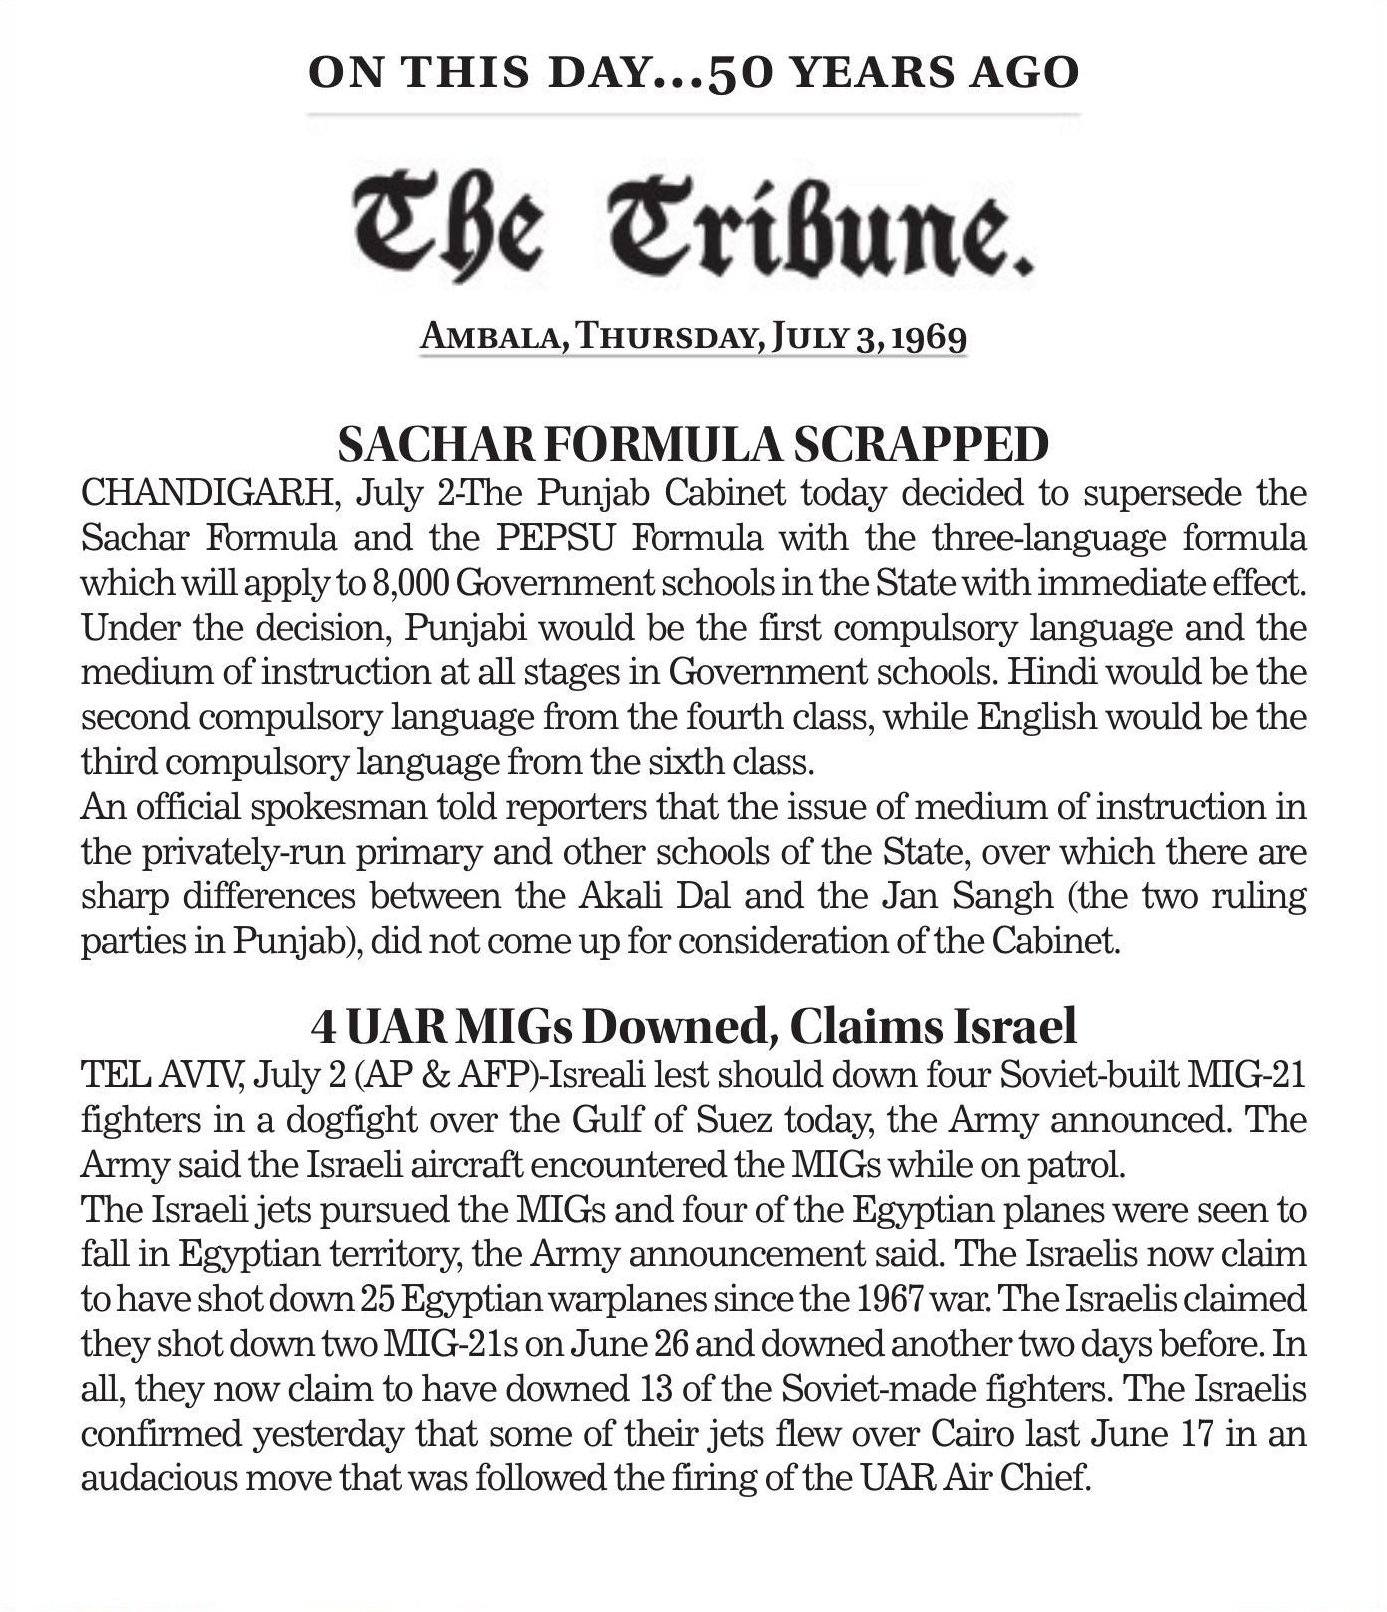 ON THIS DAY...50 YEARS AGO
The Tribune.
AMBALA, THURSDAY, JULY 3, 1969
SACHAR FORMULA SCRAPPED
CHANDIGARH, July 2-The Punjab Cabinet today decided to supersede the
Sachar Formula and the PEPSU Formula with the three-language formula
which will apply to 8,000 Government schools in the State with immediate effect.
Under the decision, Punjabi would be the first compulsory language and the
medium of instruction at all stages in Government schools. Hindi would be the
second compulsory language from the fourth class, while English would be the
third compulsory language from the sixth class.
An official spokesman told reporters that the issue of medium of instruction in
the privately-run primary and other schools of the State, over which there are
sharp differences between the Akali Dal and the Jan Sangh (the two ruling
parties in Punjab), did not come up for consideration of the Cabinet.
4 UAR MIGs Downed, Claims Israel
TEL AVIV, July 2 (AP & AFP)-Isreali lest should down four Soviet-built MIG-21
fighters in a dogfight over the Gulf of Suez today, the Army announced. The
Army said the Israeli aircraft encountered the MIGs while on patrol.
The Israeli jets pursued the MIGs and four of the Egyptian planes were seen to
fall in Egyptian territory, the Army announcement said. The Israelis now claim
to have shot down 25 Egyptian warplanes since the 1967 war. The Israelis claimed
they shot down two MIG-21s on June 26 and downed another two days before. In
all, they now claim to have downed 13 of the Soviet-made fighters. The Israelis
confirmed yesterday that some of their jets flew over Cairo last June 17 in an
audacious move that was followed the firing of the UAR Air Chief.